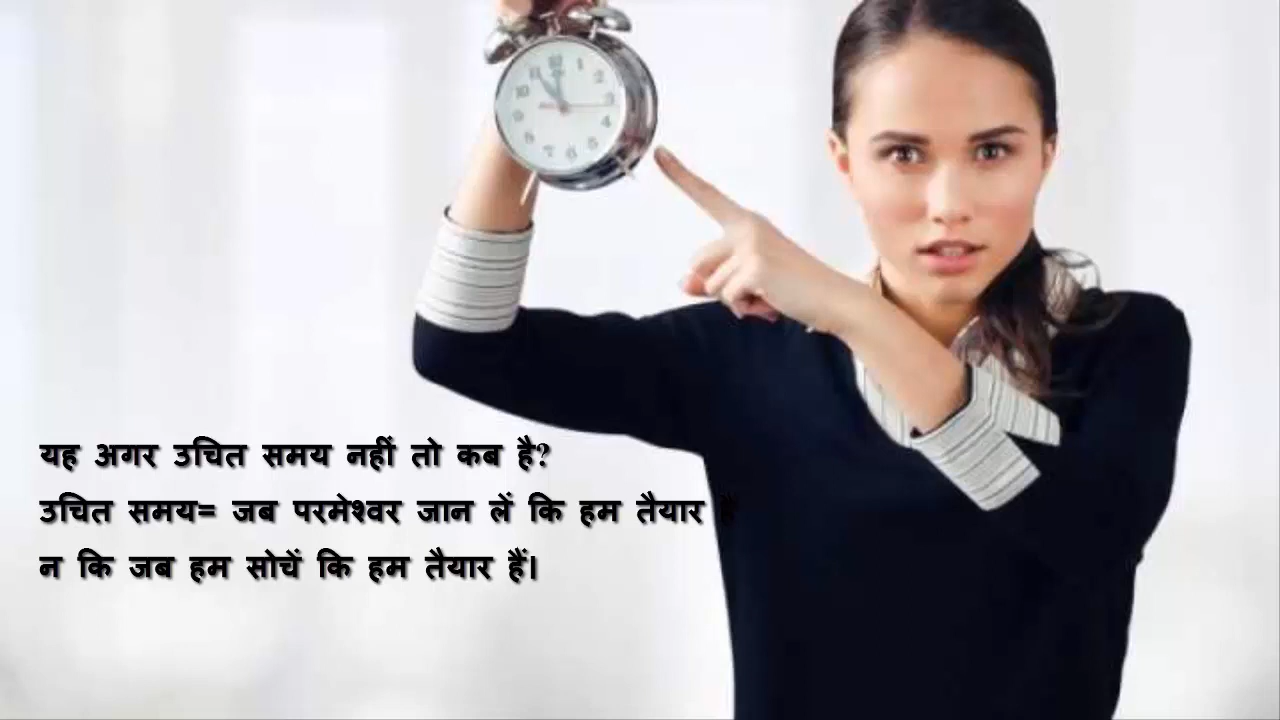 यह अगर उचित समय नहीं तो कब है?
उचित समय= जब परमेश्वर जान लें कि हम तैयार हैं
न कि जब हम सोचें कि हम तैयार हैं।